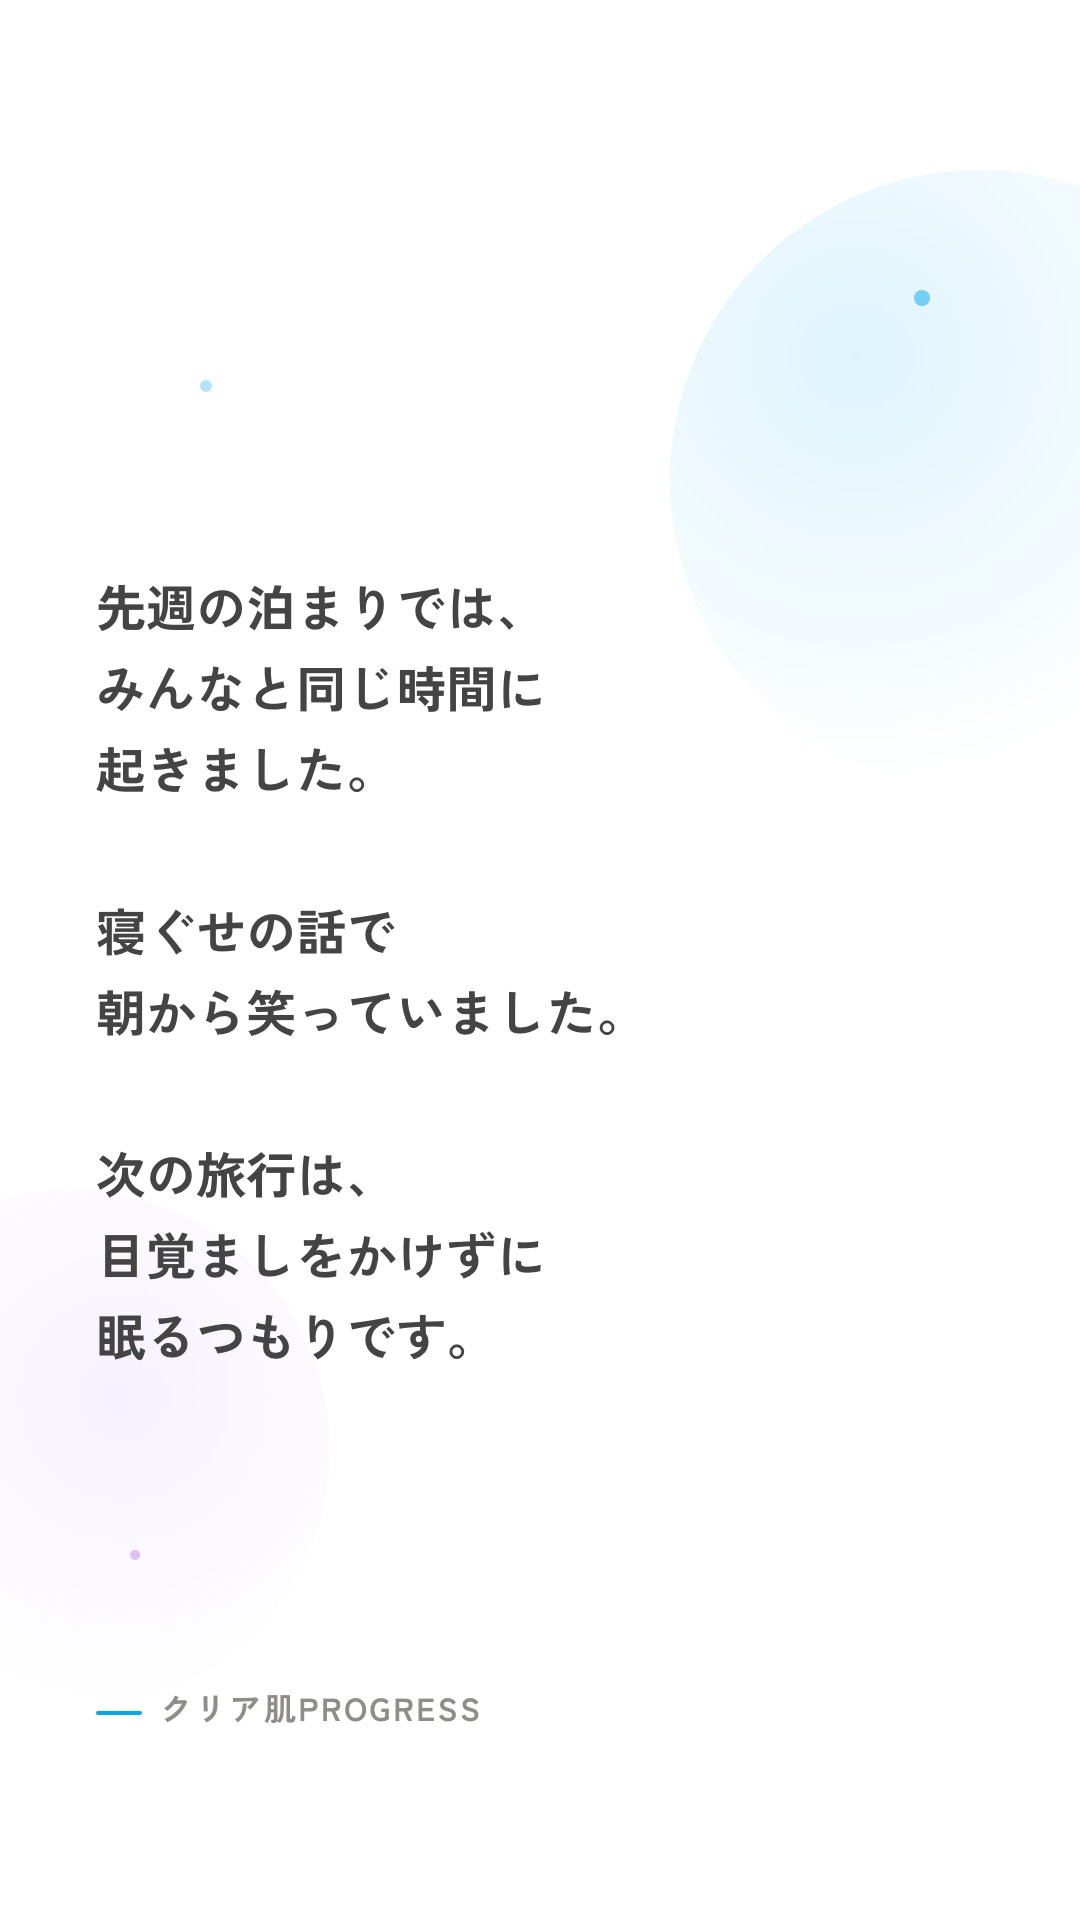 先週の泊まりでは、
みんなと同じ時間に
起きました。
寝ぐせの話で
朝から笑っていました。
次の旅行は、
目覚ましをかけずに
眠るつもりです。
クリア肌PROGRESS